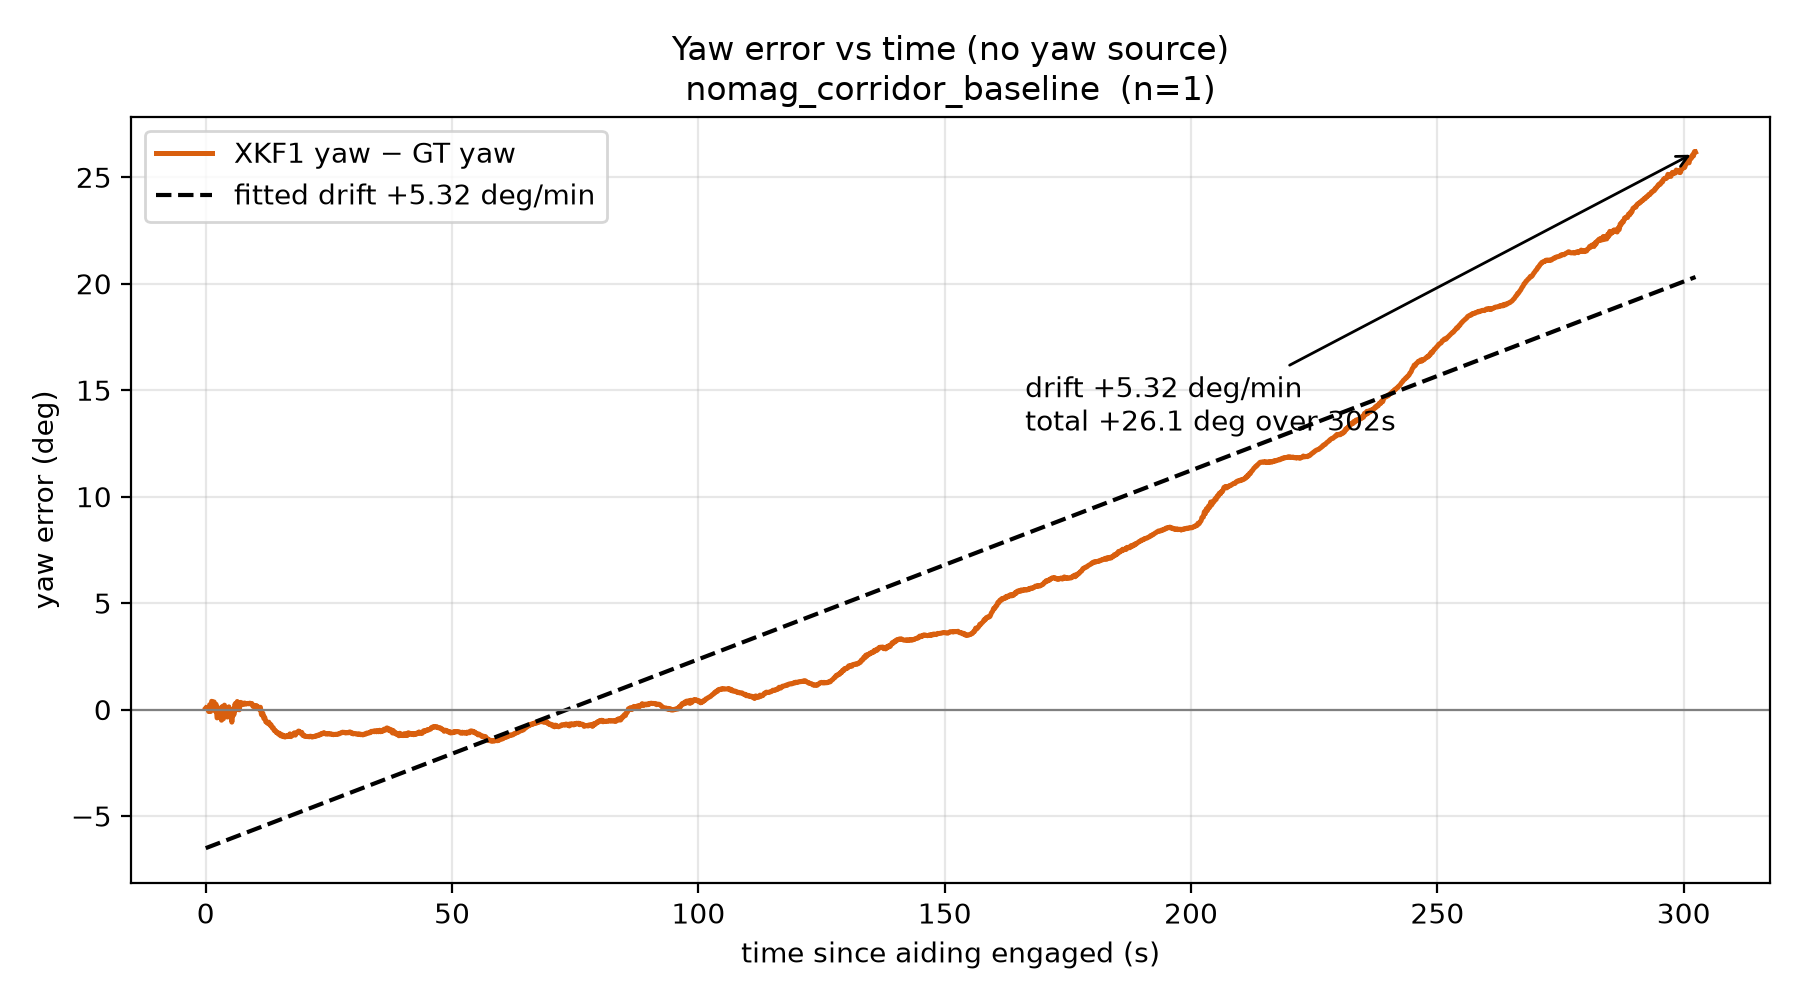 Yaw error vs time (no yaw source)
nomag_corridor_baseline  (n=1)
XKF1 yaw − GT yaw
fitted drift +5.32 deg/min
drift +5.32 deg/min
total +26.1 deg over 302s
yaw error (deg)
25
20
15
10
5
0
−5
0
50
100
150
200
250
300
time since aiding engaged (s)